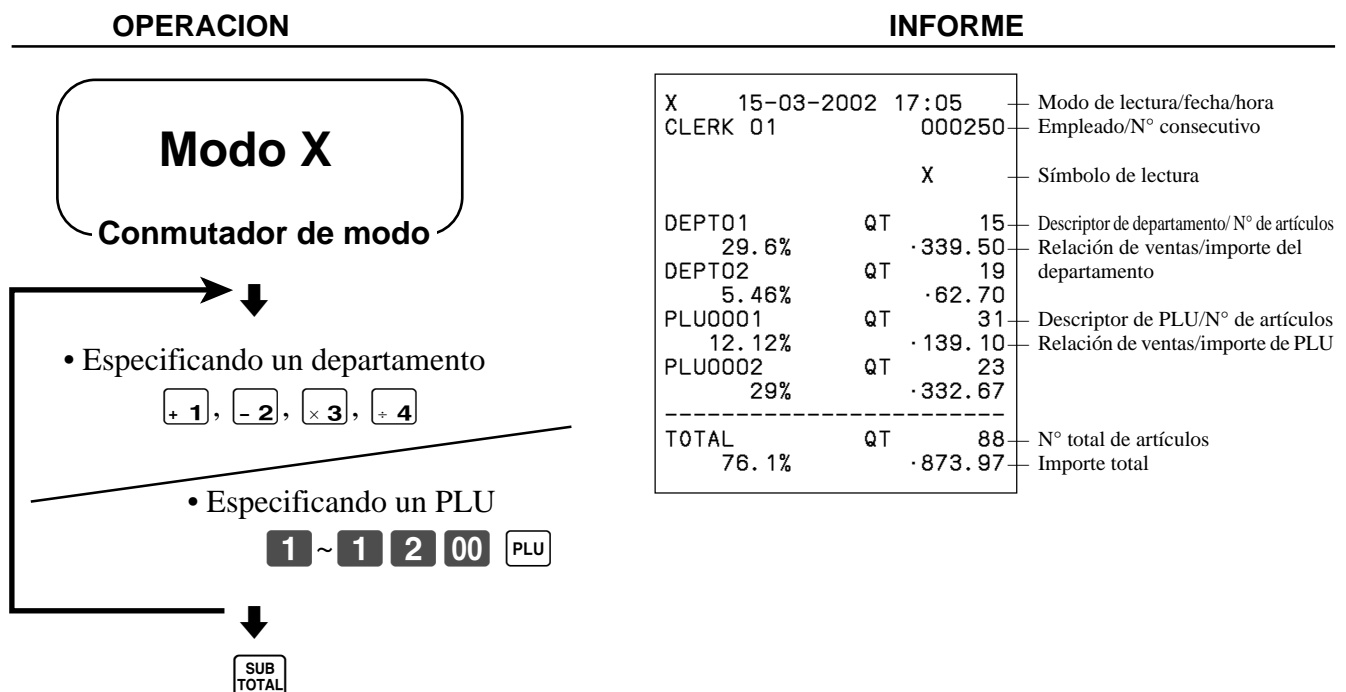 OPERACION
INFORME
Modo X
Conmutador de modo
• Especificando un departamento
+ 1, - 2, × 3, ÷ 4
• Especificando un PLU
1 ~ 1 2 00 PLU
SUB
TOTAL
X 15-03-2002 17:05 Modo de lectura/fecha/hora
CLERK 01 000250 Empleado/N° consecutivo
X Símbolo de lectura
DEPT01 QT 15 Descriptor de departamento/ N° de artículos
29.6% ·339.50 Relación de ventas/importe del
DEPT02 QT 19 departamento
5.46% ·62.70
PLU0001 QT 31 Descriptor de PLU/N° de artículos
12.12% ·139.10 Relación de ventas/importe de PLU
PLU0002 QT 23
29% ·332.67
------------------------
TOTAL QT 88 N° total de artículos
76.1% ·873.97 Importe total